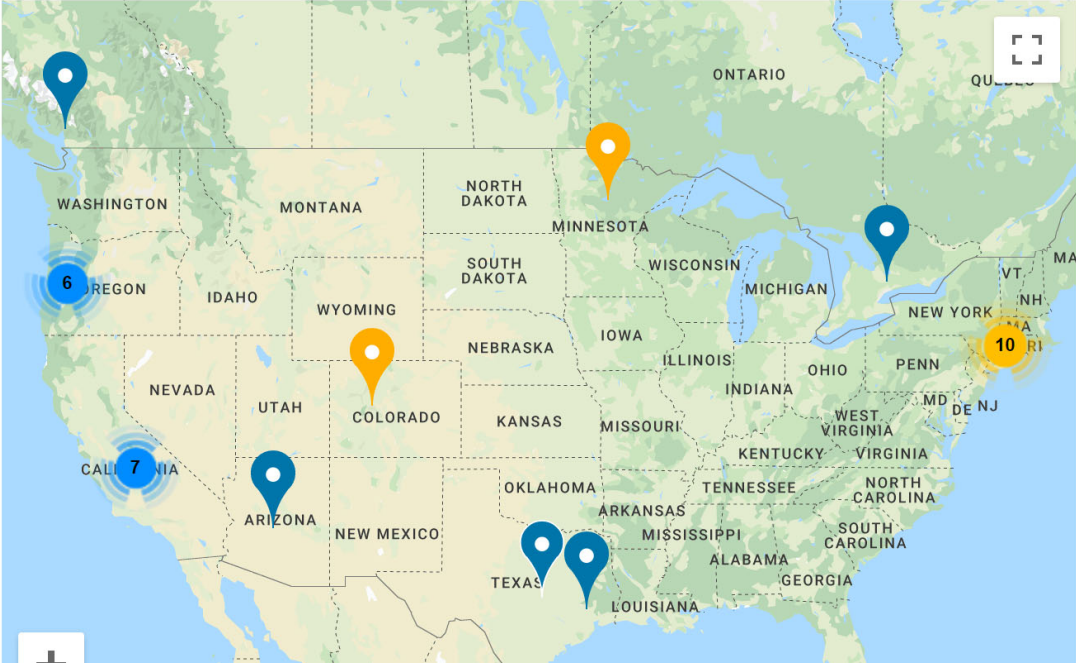 ONTARIO
QUEBEC
WASHINGTON
MONTANA
NORTH
DAKOTA
MINNESOTA
WISCONSIN
MICHIGAN
VT
MA
NH
6
OREGON
IDAHO
SOUTH
DAKOTA
WYOMING
NEW YORK
MA
10
RI
IOWA
NEBRASKA
ILLINOIS
INDIANA
OHIO
PENN
NEVADA
UTAH
COLORADO
KANSAS
MISSOURI
WEST
VIRGINIA
MD
DE
NJ
KENTUCKY
VIRGINIA
CALIFORNIA
7
OKLAHOMA
TENNESSEE
NORTH
CAROLINA
ARIZONA
NEW MEXICO
ARKANSAS
MISSISSIPPI
SOUTH
CAROLINA
ALABAMA
GEORGIA
TEXAS
LOUISIANA